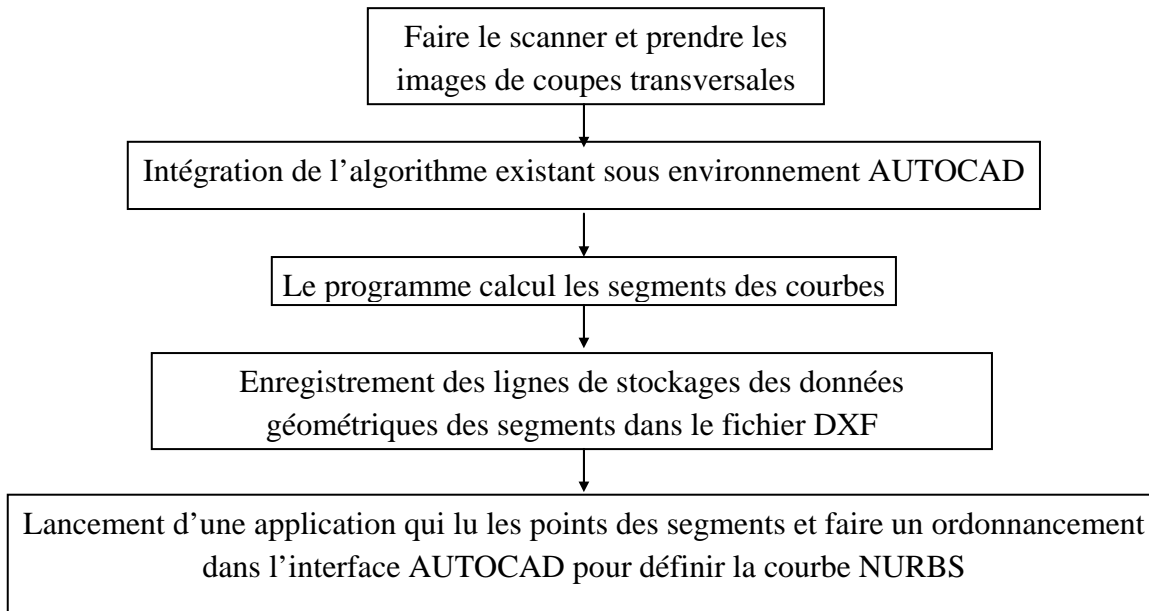 Faire le scanner et prendre les
images de coupes transversales
Intégration de l’algorithme existant sous environnement AUTOCAD
Le programme calcul les segments des courbes
Enregistrement des lignes de stockages des données
géométriques des segments dans le fichier DXF
Lancement d’une application qui lu les points des segments et faire un ordonnancement
dans l’interface AUTOCAD pour définir la courbe NURBS